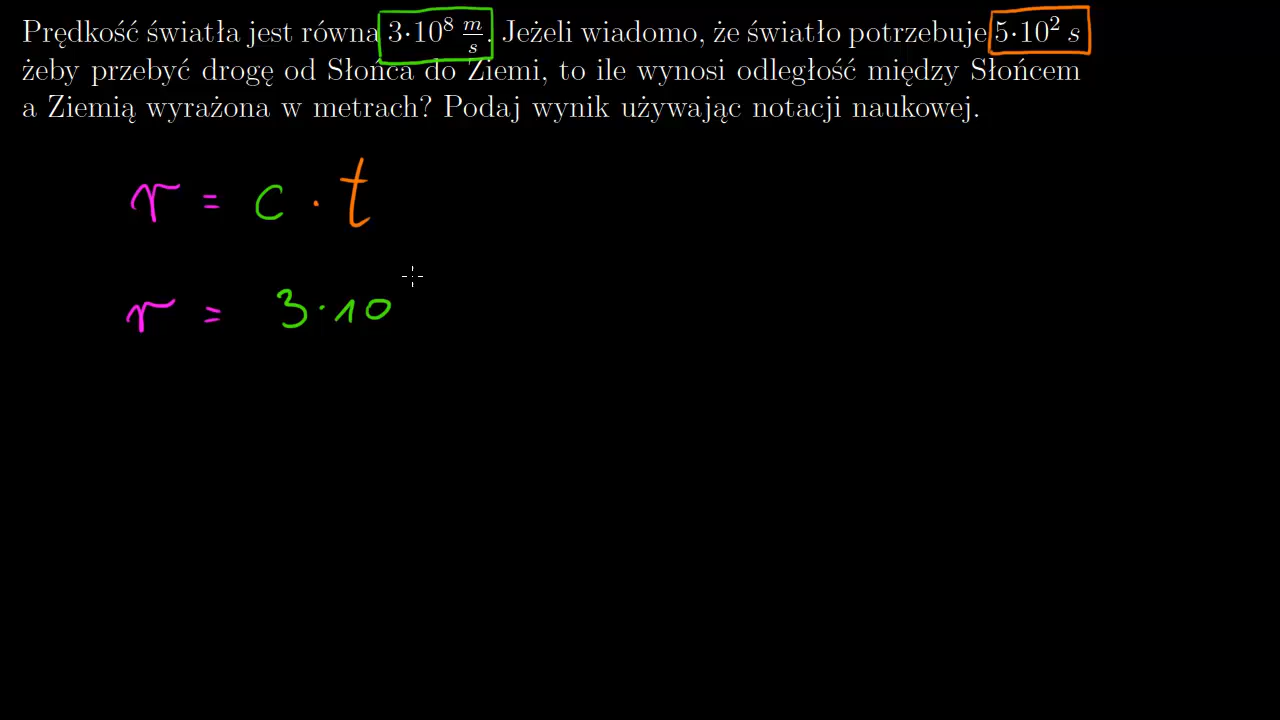 Prędkość światła jest równa 3·10⁸ m/s. Jeżeli wiadomo, że światło potrzebuje 5·10² s
żeby przebyć drogę od Słońca do Ziemi, to ile wynosi odległość między Słońcem
a Ziemią wyrażona w metrach? Podaj wynik używając notacji naukowej.
r = c · t
r = 3·10